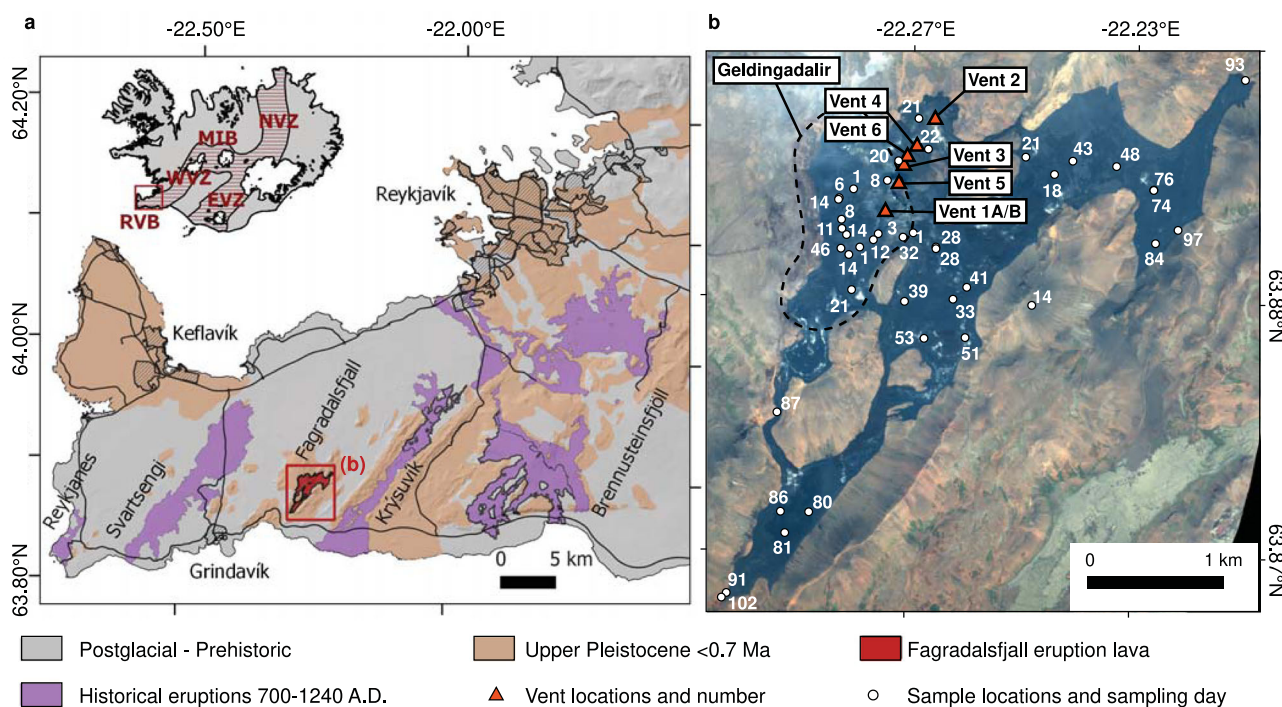 a
-22.50°E
-22.00°E
64.20°N
64.00°N
63.80°N
MIB
NVZ
WVZ
EVZ
RVB
Reykjavík
Keflavík
Fagradalsfjall
(b)
Reykjanes
Svartsengi
Krýsuvík
Brennusteinsfjöll
Grindavík
0 5 km
b
-22.27°E
-22.23°E
Geldingadalir
Vent 2
93
Vent 4
21
Vent 6
22
20
Vent 3
21
43
48
18
8
Vent 5
76
74
6
1
14
Vent 1A/B
8
11
14
3
1
28
97
46
1
12
32
28
84
14
21
39
41
33
14
63.88°N
53
51
87
86
80
81
63.87°N
91
102
0 1 km
Postglacial - Prehistoric
Upper Pleistocene <0.7 Ma
Fagradalsfjall eruption lava
Historical eruptions 700-1240 A.D.
Vent locations and number
Sample locations and sampling day